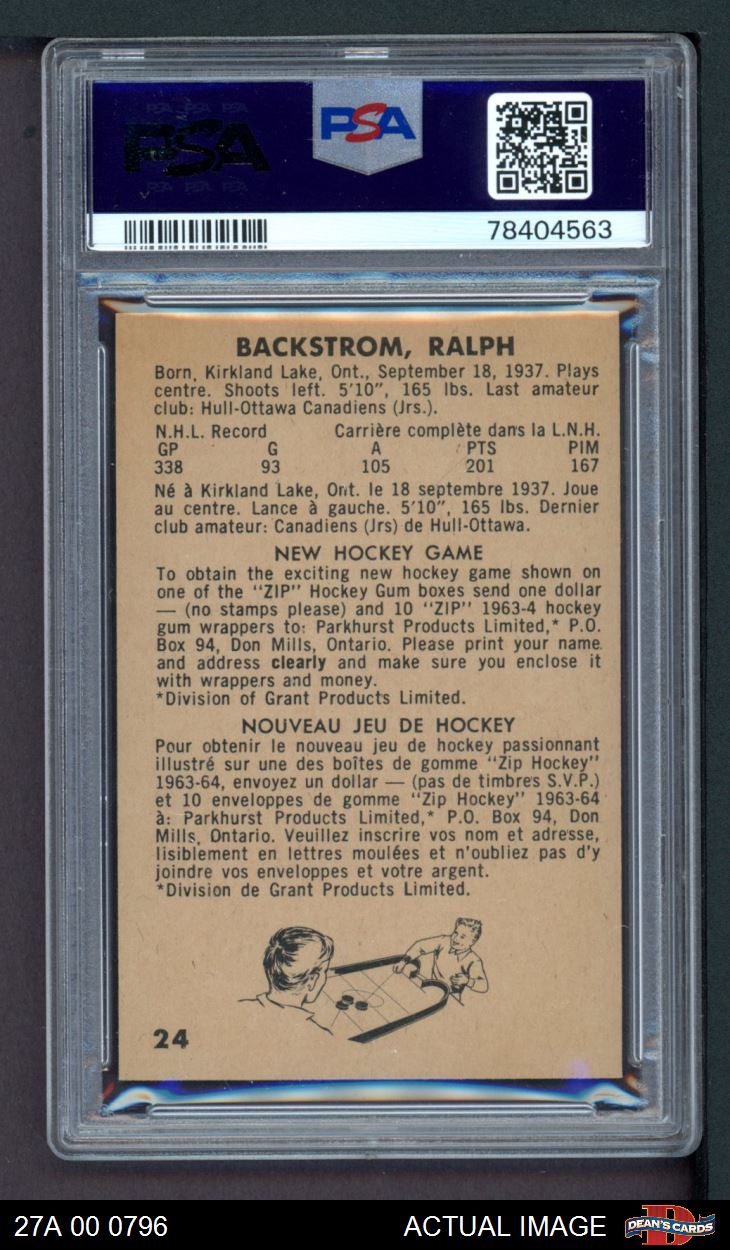 PSA PSA PSA
PSA
PSA PSA PSA
PSA
78404563
BACKSTROM, RALPH
Born, Kirkland Lake, Ont., September 18, 1937. Plays
centre. Shoots left. 5'10", 165 lbs. Last amateur
club: Hull-Ottawa Canadiens (Jrs.).
N.H.L. Record Carrière complète dans la L.N.H.
GP G A PTS PIM
338 93 105 201 167
Né à Kirkland Lake, Ont. le 18 septembre 1937. Joue
au centre. Lance à gauche. 5'10", 165 lbs. Dernier
club amateur: Canadiens (Jrs) de Hull-Ottawa.
NEW HOCKEY GAME
To obtain the exciting new hockey game shown on
one of the "ZIP" Hockey Gum boxes send one dollar
— (no stamps please) and 10 "ZIP" 1963-4 hockey
gum wrappers to: Parkhurst Products Limited,* P.O.
Box 94, Don Mills, Ontario. Please print your name
and address clearly and make sure you enclose it
with wrappers and money.
*Division of Grant Products Limited.
NOUVEAU JEU DE HOCKEY
Pour obtenir le nouveau jeu de hockey passionnant
illustré sur une des boîtes de gomme "Zip Hockey"
1963-64, envoyez un dollar — (pas de timbres S.V.P.)
et 10 enveloppes de gomme "Zip Hockey" 1963-64
à: Parkhurst Products Limited,* P.O. Box 94, Don
Mills, Ontario. Veuillez inscrire vos nom et adresse,
lisiblement en lettres moulées et n'oubliez pas d'y
joindre vos enveloppes et votre argent.
*Division de Grant Products Limited.
24
27A 00 0796 ACTUAL IMAGE DEAN'S CARDS